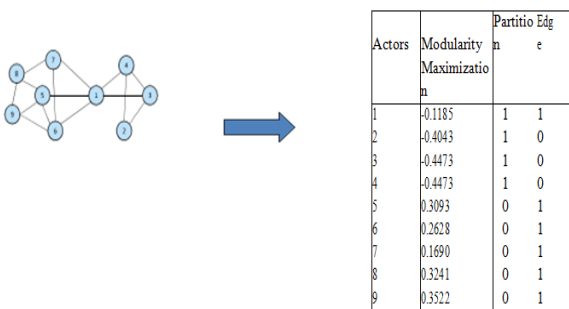 7
4
8
5
1
3
9
6
2
Partitio Edg
Actors Modularity n e
Maximizatio
n
1 -0.1185 1 1
2 -0.4043 1 0
3 -0.4473 1 0
4 -0.4473 1 0
5 0.3093 0 1
6 0.2628 0 1
7 0.1690 0 1
8 0.3241 0 1
9 0.3522 0 1